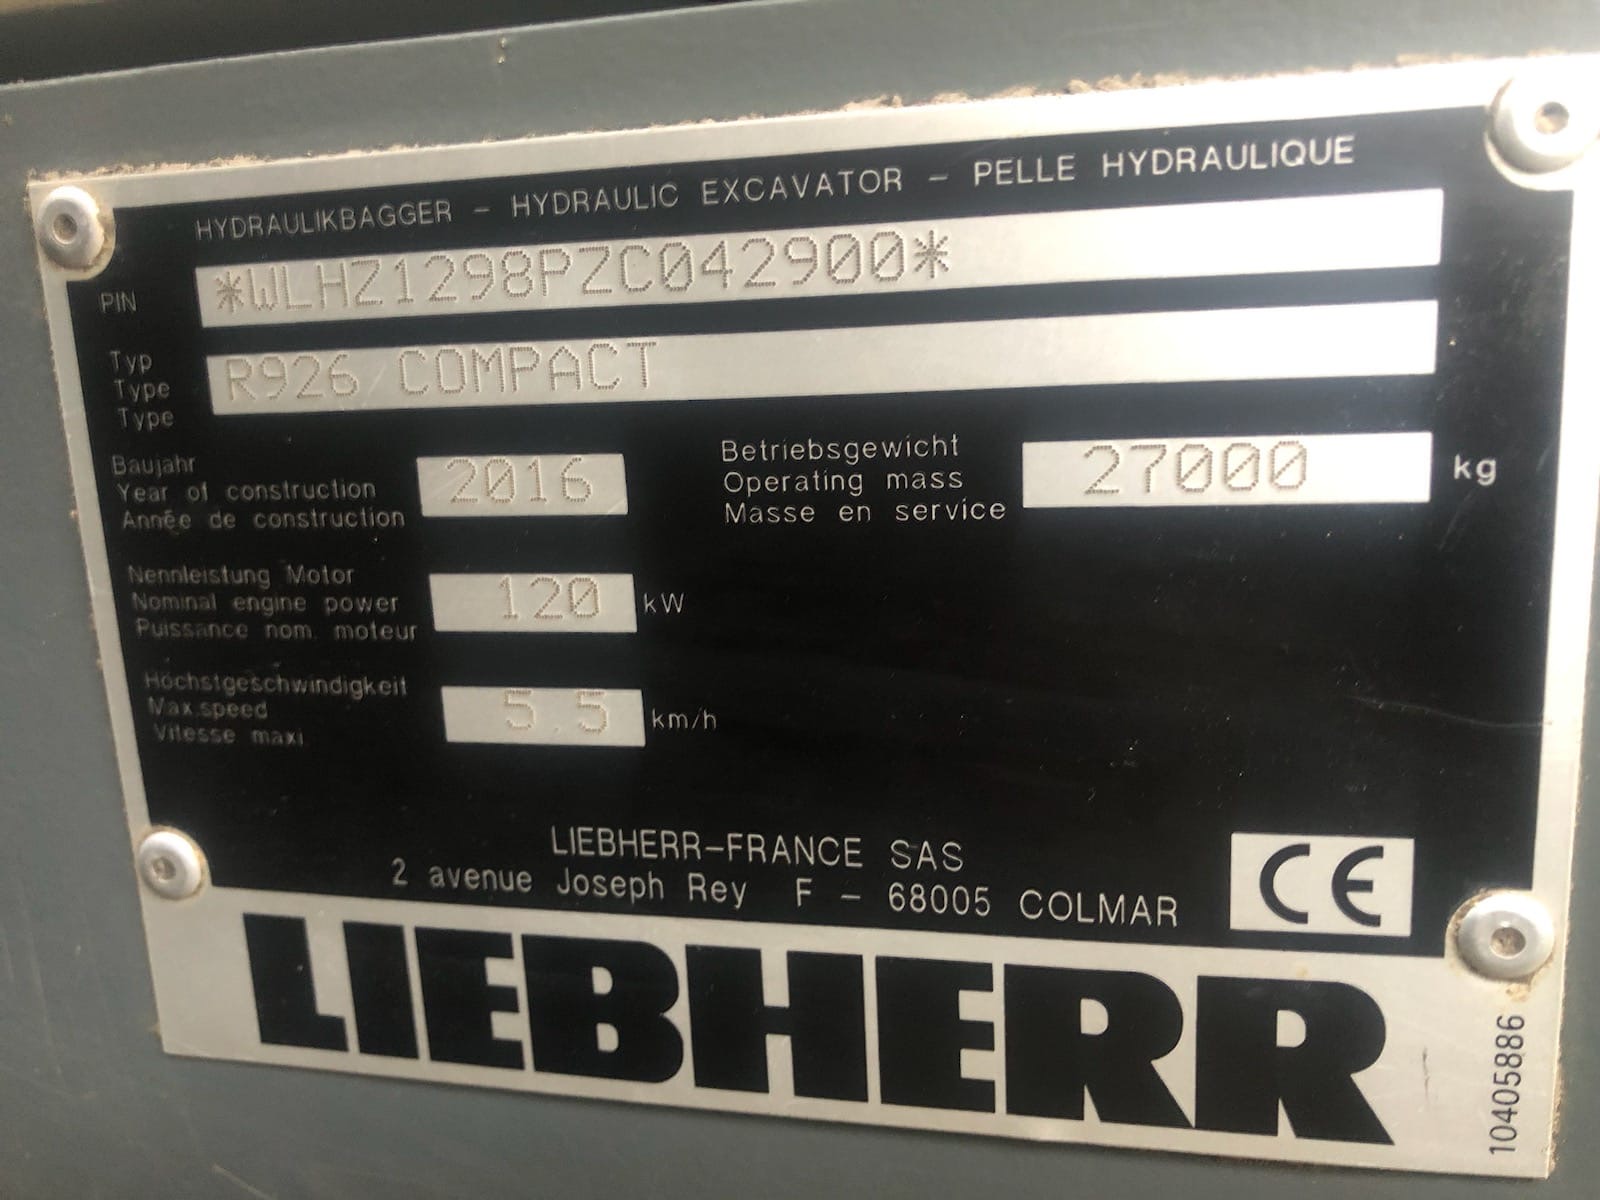 HYDRAULIKBAGGER - HYDRAULIC EXCAVATOR - PELLE HYDRAULIQUE
PIN *WLHZ1298PZC042900*
Typ
Type
Type
R926 COMPACT
Baujahr
Year of construction
Année de construction
2016
Betriebsgewicht
Operating mass
Masse en service
27000 kg
Nennleistung Motor
Nominal engine power
Puissance nom. moteur
120 kW
Höchstgeschwindigkeit
Max.speed
Vitesse maxi.
5.5 km/h
LIEBHERR-FRANCE SAS
2 avenue Joseph Rey F - 68005 COLMAR
CE
LIEBHERR
10405886